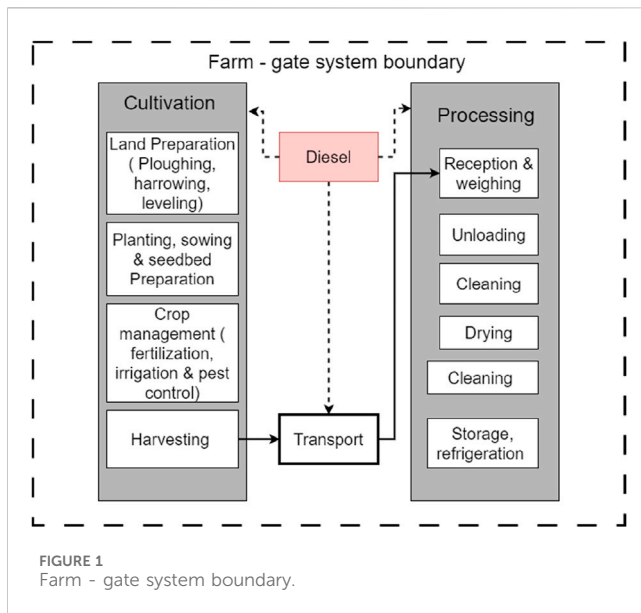 Farm - gate system boundary
Cultivation
Land Preparation
( Ploughing,
harrowing,
leveling)
Planting, sowing
& seedbed
Preparation
Crop
management (
fertilization,
irrigation & pest
control)
Harvesting
Diesel
Transport
Processing
Reception &
weighing
Unloading
Cleaning
Drying
Cleaning
Storage,
refrigeration
FIGURE 1
Farm - gate system boundary.